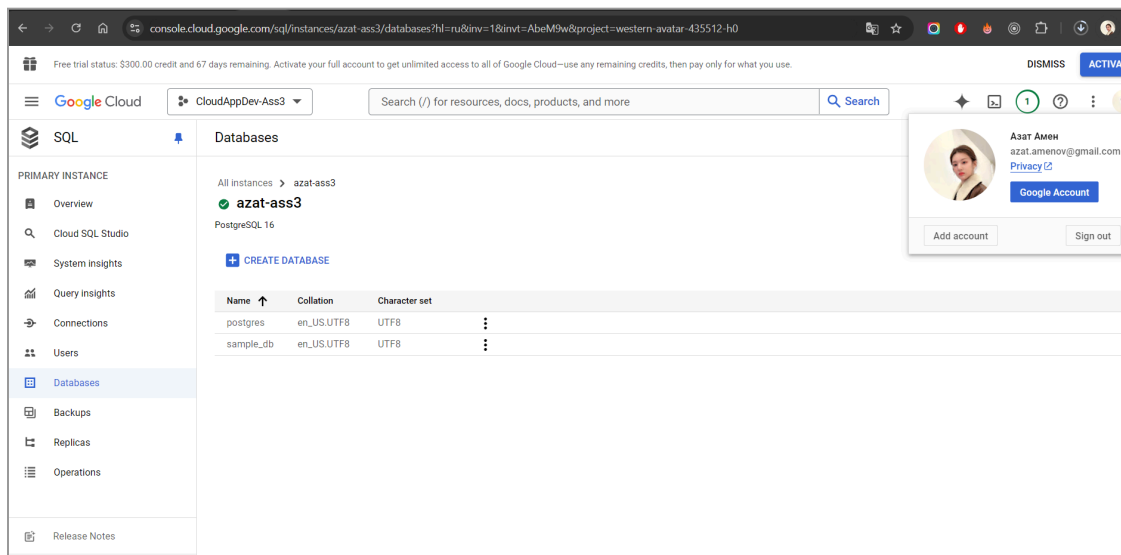 console.cloud.google.com/sql/instances/azat-ass3/databases?hl=ru&inv=1&invt=AbeM9w&project=western-avatar-435512-h0
Free trial status: $300.00 credit and 67 days remaining. Activate your full account to get unlimited access to all of Google Cloud—use any remaining credits, then pay only for what you use.
DISMISS
ACTIVA
Google Cloud
CloudAppDev-Ass3
Search (/) for resources, docs, products, and more
Search
1
SQL
Databases
Азат Амен
azat.amenov@gmail.com
Privacy
Google Account
Add account
Sign out
PRIMARY INSTANCE
Overview
Cloud SQL Studio
System insights
Query insights
Connections
Users
Databases
Backups
Replicas
Operations
Release Notes
All instances > azat-ass3
azat-ass3
PostgreSQL 16
CREATE DATABASE
Name Collation Character set
postgres en_US.UTF8 UTF8
sample_db en_US.UTF8 UTF8